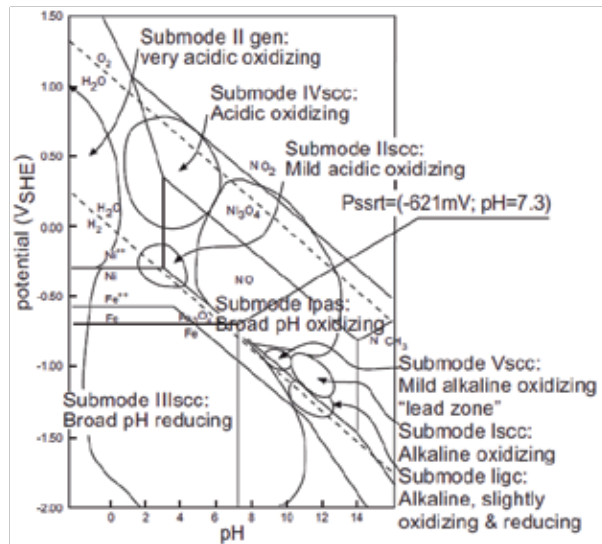 1.50
1.00
0.50
0.00
-0.50
-1.00
-1.50
-2.00
potential (VSHE)
0
2
4
6
8
10
12
14
pH
Submode II gen:
very acidic oxidizing
Submode IVscc:
Acidic oxidizing
Submode IIscc:
Mild acidic oxidizing
Pssrt=(-621mV; pH=7.3)
O2
H2O
H2O
H2
NO2
Ni3O4
NO
Ni++
Ni
Fe++
Fe
Fe
Submode Ipas:
Broad pH oxidizing
Submode IIIscc:
Broad pH reducing
Submode Vscc:
Mild alkaline oxidizing
"lead zone"
Submode Iscc:
Alkaline oxidizing
Submode Iigc:
Alkaline, slightly
oxidizing & reducing